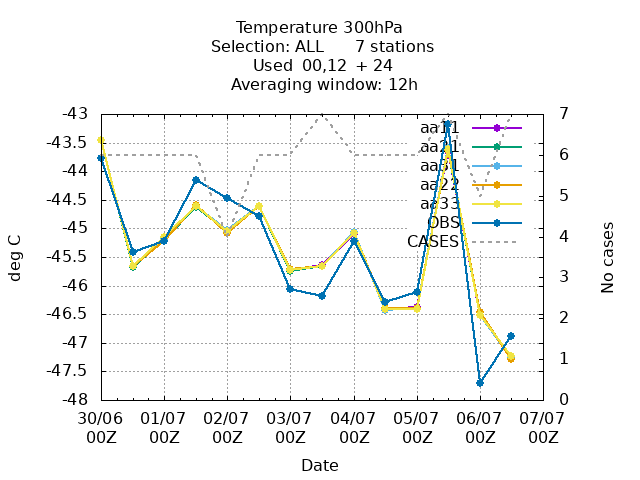 Temperature 300hPa
Selection: ALL 7 stations
Used 00,12 + 24
Averaging window: 12h
-43
-43.5
-44
-44.5
-45
-45.5
-46
-46.5
-47
-47.5
-48
7
6
5
4
3
2
1
0
aa11
aa21
aa31
aa22
aa33
OBS
CASES
deg C
No cases
30/06 01/07 02/07 03/07 04/07 05/07 06/07 07/07
00Z 00Z 00Z 00Z 00Z 00Z 00Z 00Z
Date